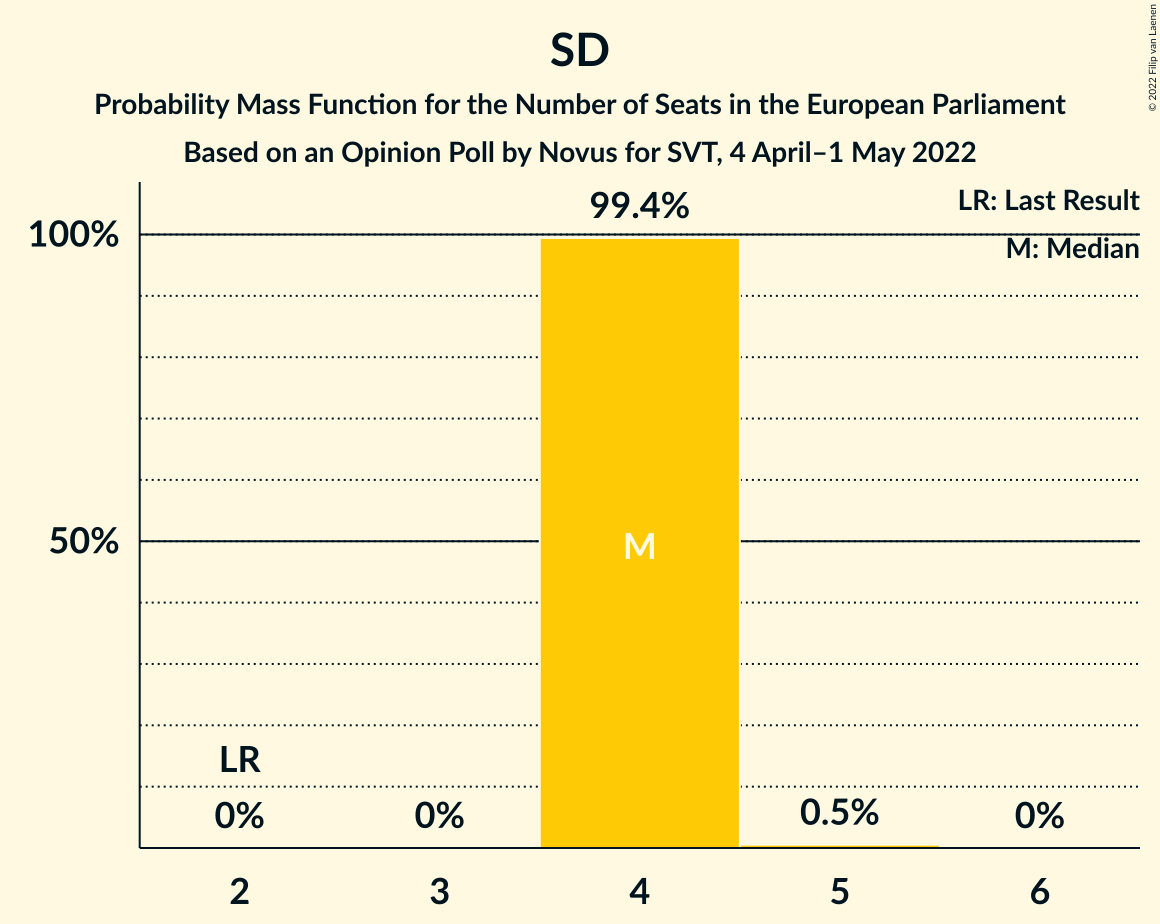 SD
Probability Mass Function for the Number of Seats in the European Parliament
Based on an Opinion Poll by Novus for SVT, 4 April–1 May 2022
© 2022 Filip van Laenen
LR: Last Result
M: Median
99.4%
100%
50%
M
LR
0%
0%
0.5%
0%
2
3
4
5
6